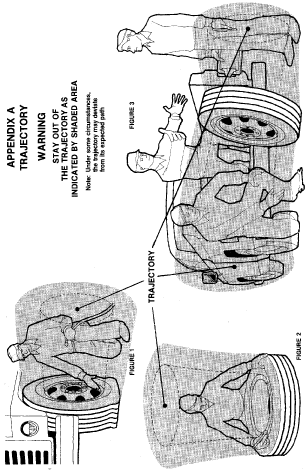 APPENDIX A
TRAJECTORY
WARNING
STAY OUT OF
THE TRAJECTORY AS
INDICATED BY SHADED AREA
Note: Under some circumstances,
the trajectory may deviate
from its expected path
FIGURE 3
TRAJECTORY
FIGURE 1
FIGURE 2